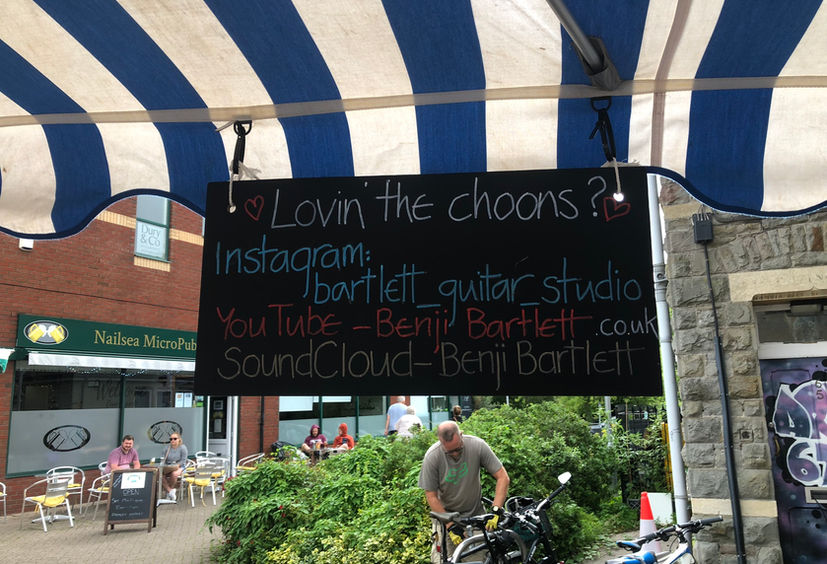 Lovin' the choons?
Instagram:
bartlett_guitar_studio
YouTube - Benji Bartlett .co.uk
SoundCloud - Benji Bartlett
Dury
& Co
Nailsea MicroPub
OPEN